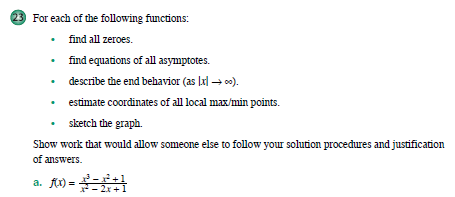 23 For each of the following functions:
• find all zeroes.
• find equations of all asymptotes.
• describe the end behavior (as |x| → ∞).
• estimate coordinates of all local max/min points.
• sketch the graph.
Show work that would allow someone else to follow your solution procedures and justification
of answers.
a. f(x) = (x³ – x² + 1)/(x² – 2x + 1)